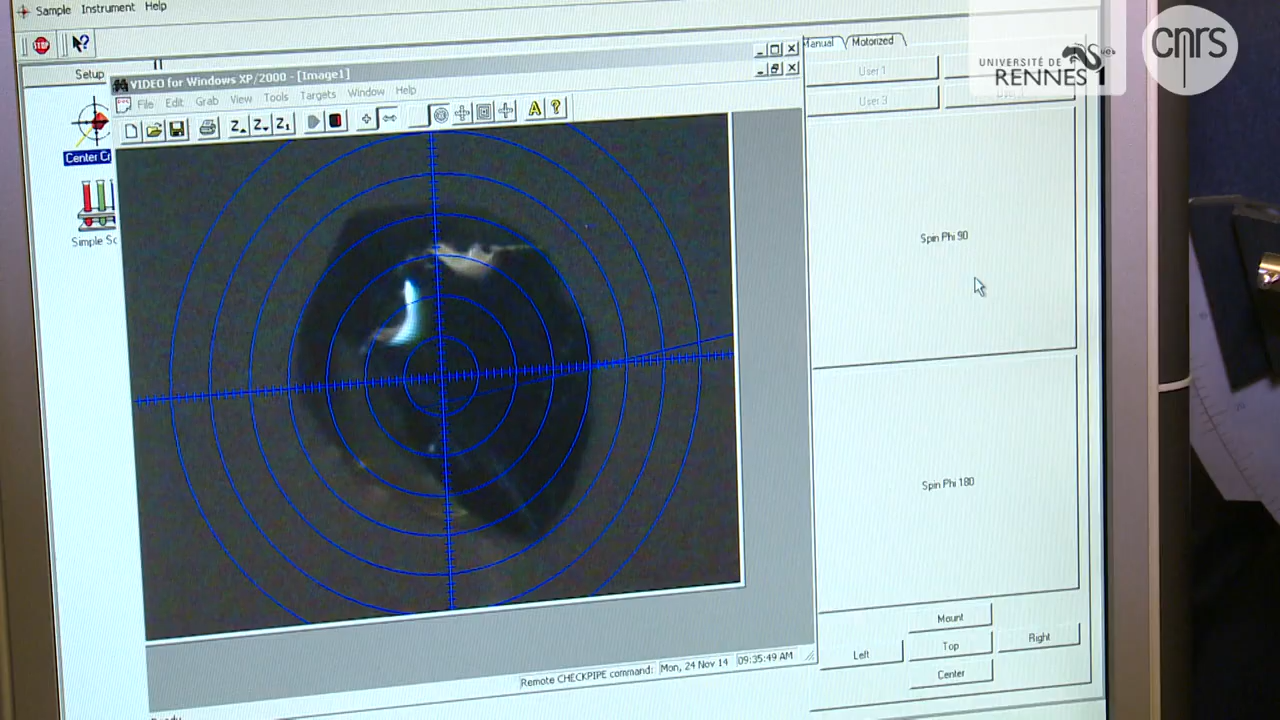 Sample Instrument Help
STOP
Setup
VIDEO for Windows XP/2000 - [Image1]
File Edit Grab View Tools Targets Window Help
Center
Simple
Manual Motorized
User 1
User 3
Spin Phi 90
Spin Phi 180
Mount
Left Top Right
Center
Remote CHECKPIPE command: Mon, 24 Nov 14 09:35:49 AM
UNIVERSITÉ DE
RENNES 1
cnrs